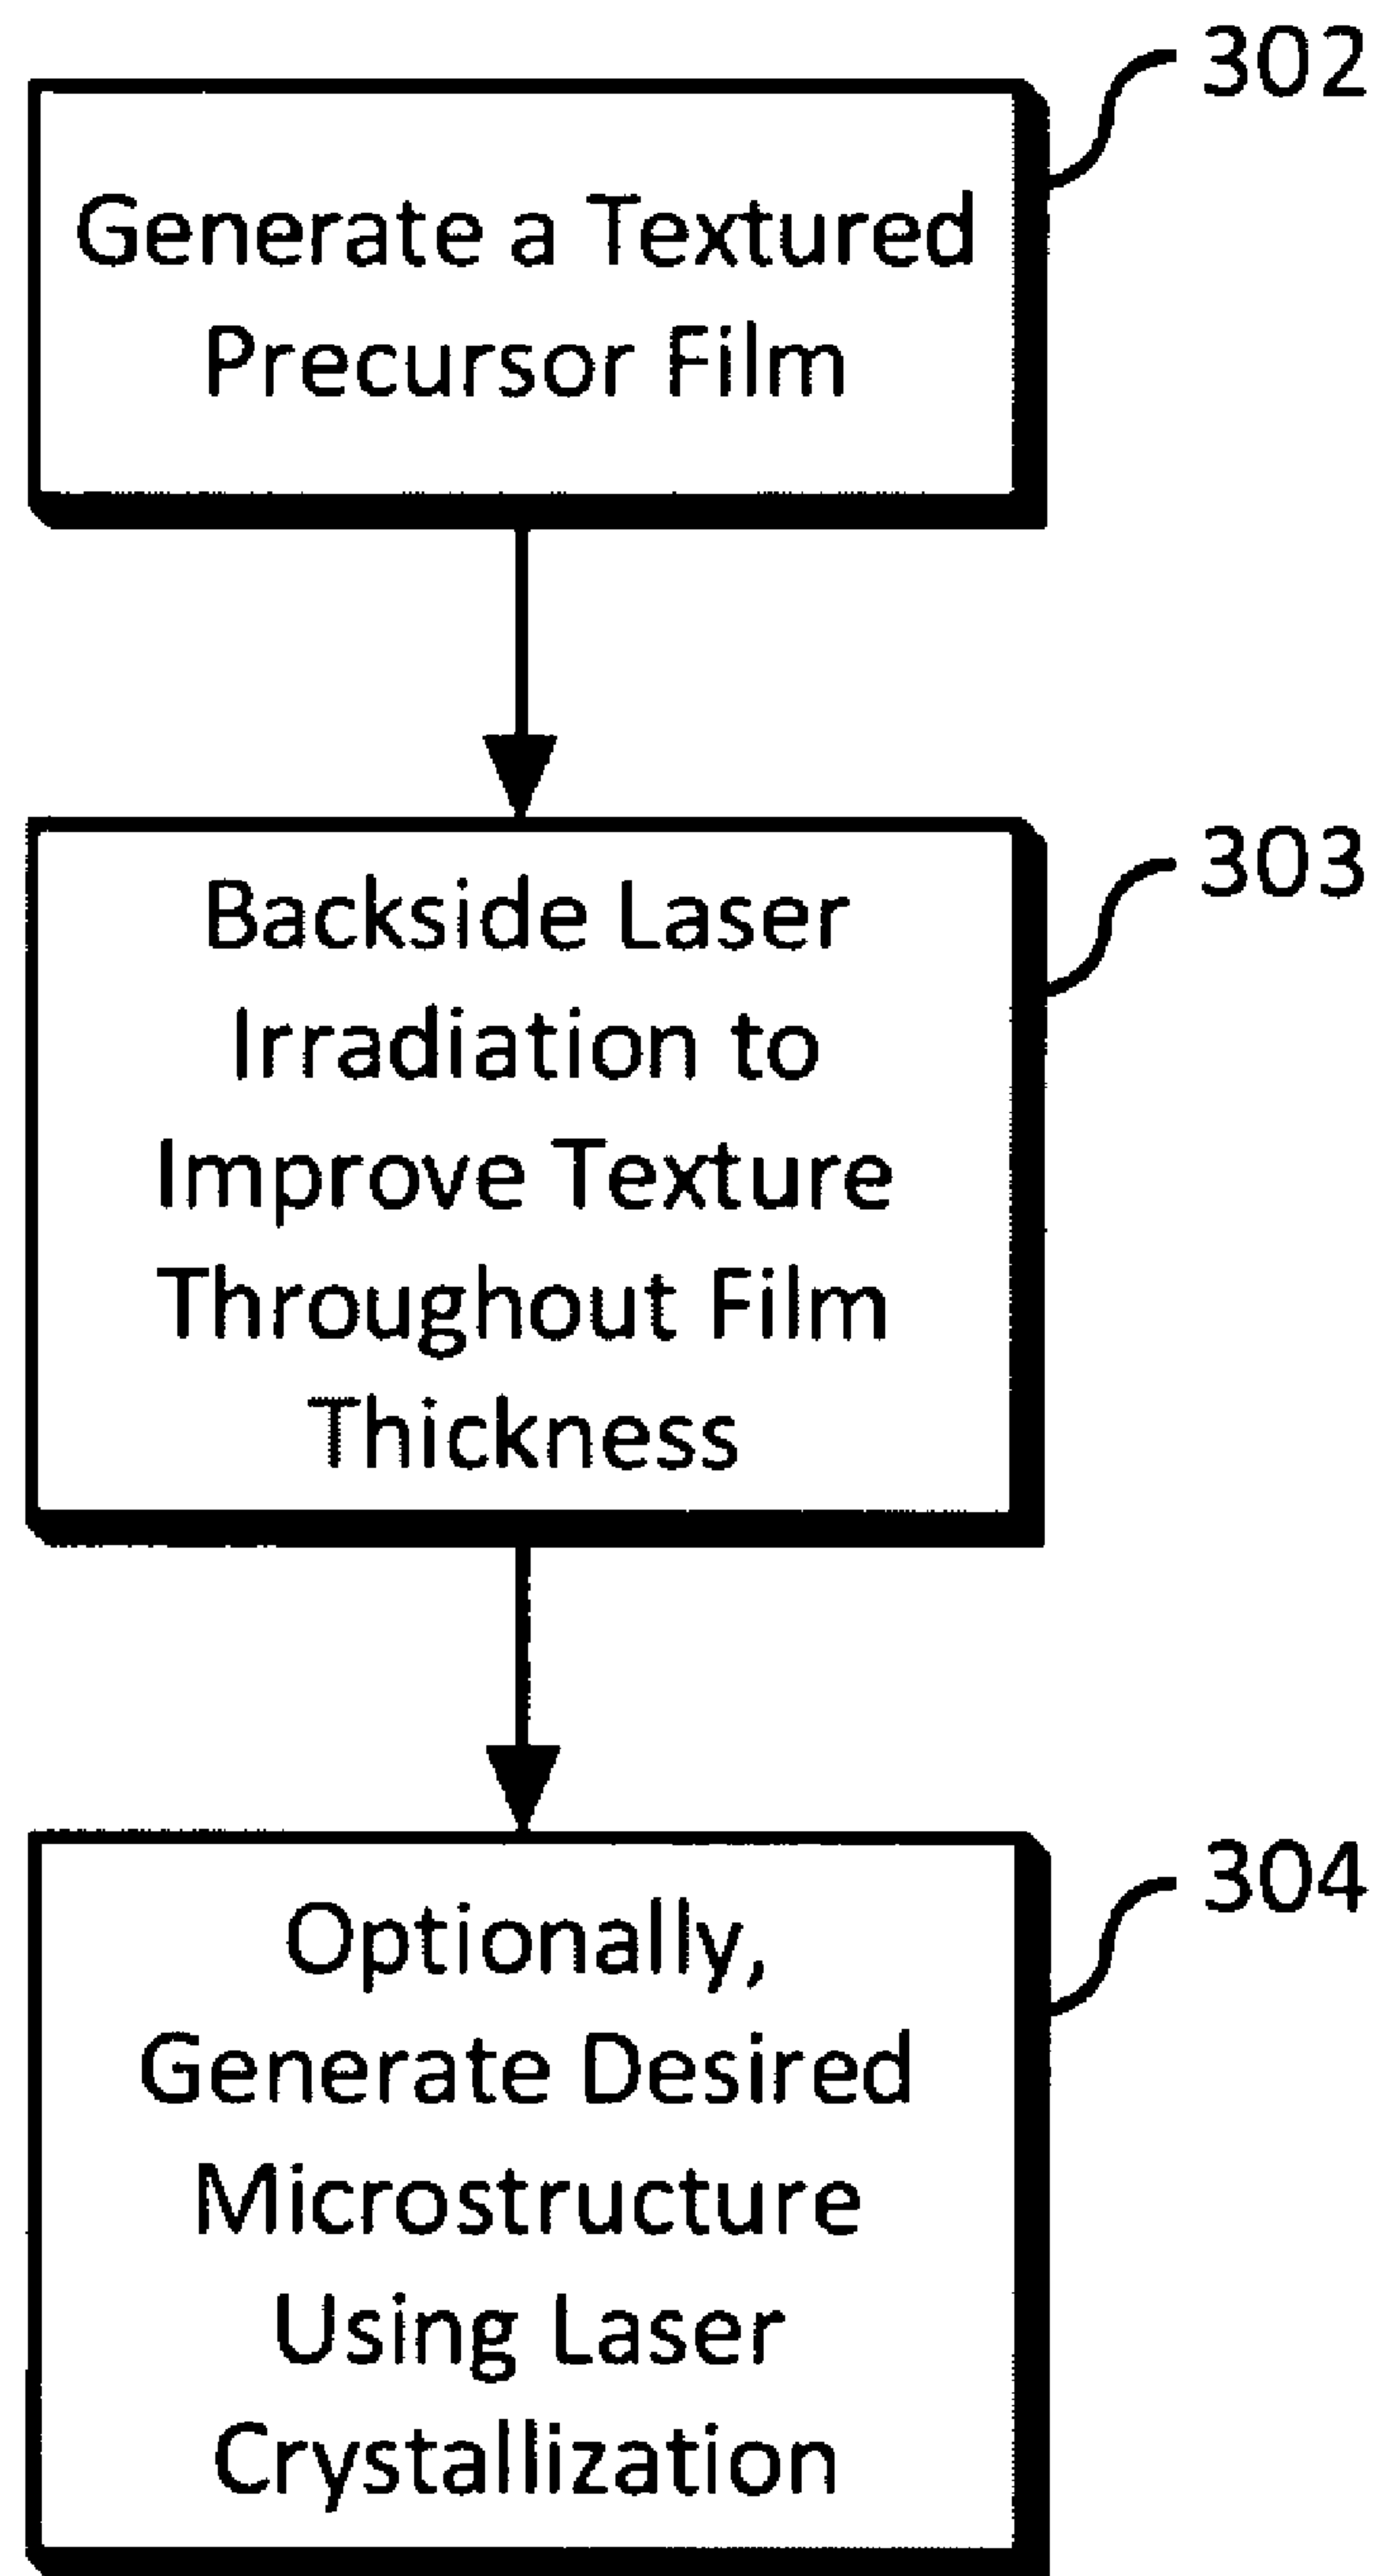 302
Generate a Textured
Precursor Film
303
Backside Laser
Irradiation to
Improve Texture
Throughout Film
Thickness
304
Optionally,
Generate Desired
Microstructure
Using Laser
Crystallization